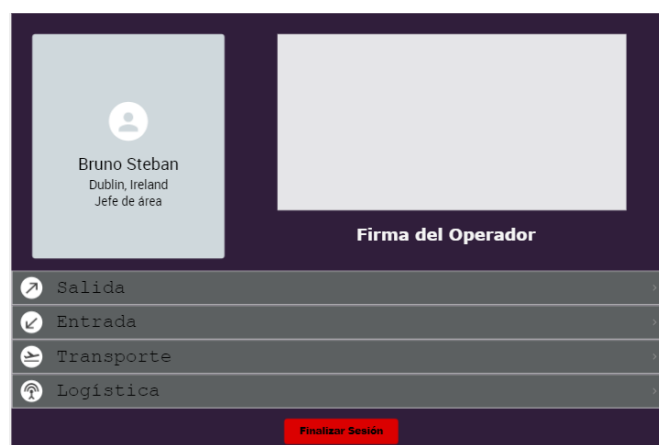 Bruno Steban
Dublin, Ireland
Jefe de área
Firma del Operador
Salida
Entrada
Transporte
Logística
Finalizar Sesión